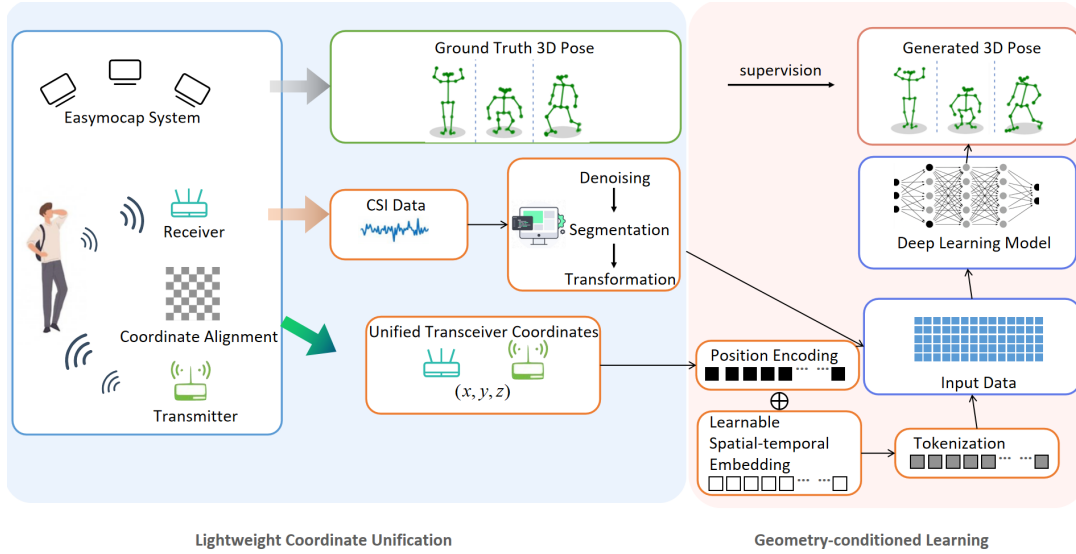 Easymocap System
Receiver
Coordinate Alignment
Transmitter
Ground Truth 3D Pose
CSI Data
Denoising
Segmentation
Transformation
Unified Transceiver Coordinates
(x, y, z)
supervision
Generated 3D Pose
Deep Learning Model
Input Data
Position Encoding
... ...
⊕
Learnable
Spatial-temporal
Embedding
... ...
Tokenization
... ...
Lightweight Coordinate Unification
Geometry-conditioned Learning